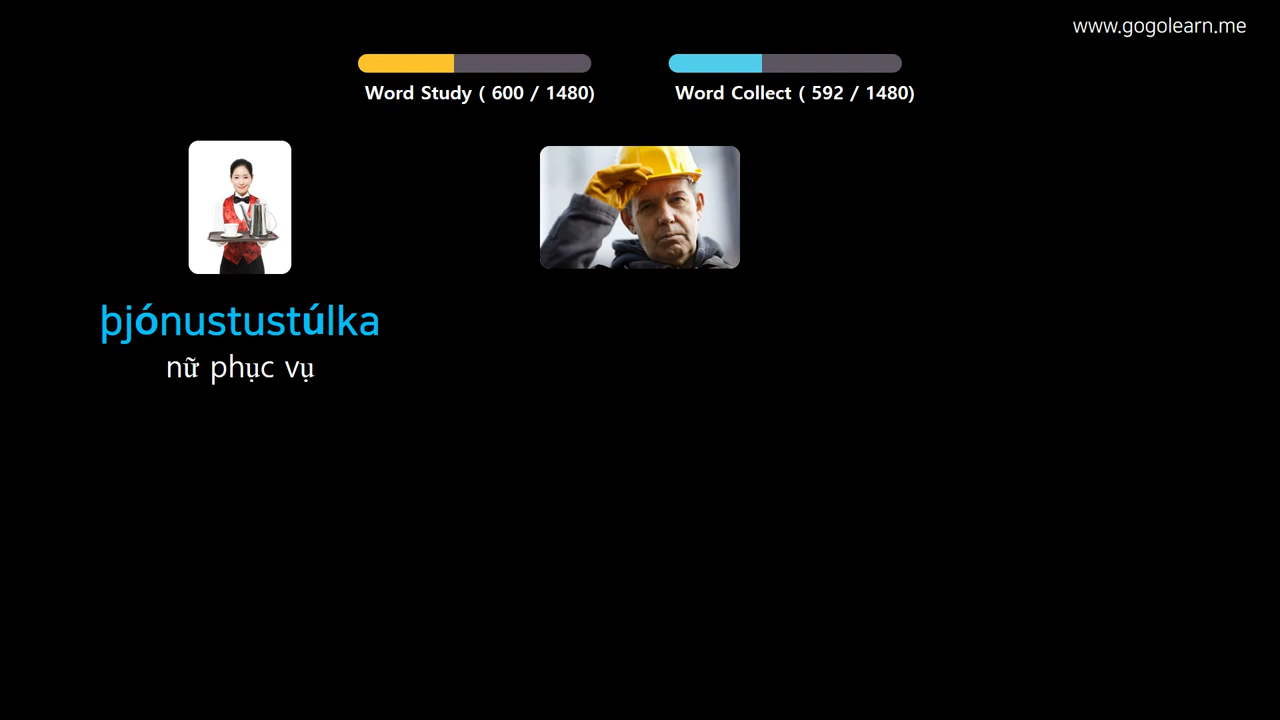 www.gogolearn.me
Word Study ( 600 / 1480)
Word Collect ( 592 / 1480)
þjónustustúlka
nữ phục vụ